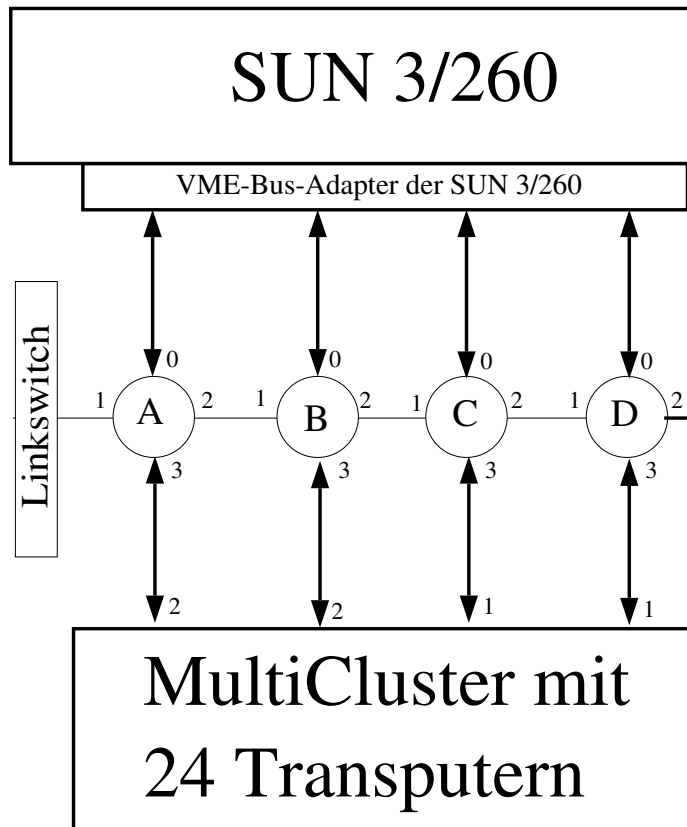 SUN 3/260
VME-Bus-Adapter der SUN 3/260
Linkswitch
0 0 0 0
1 A 2 1 B 2 1 C 2 1 D 2
3 3 3 3
2 2 1 1
MultiCluster mit
24 Transputern